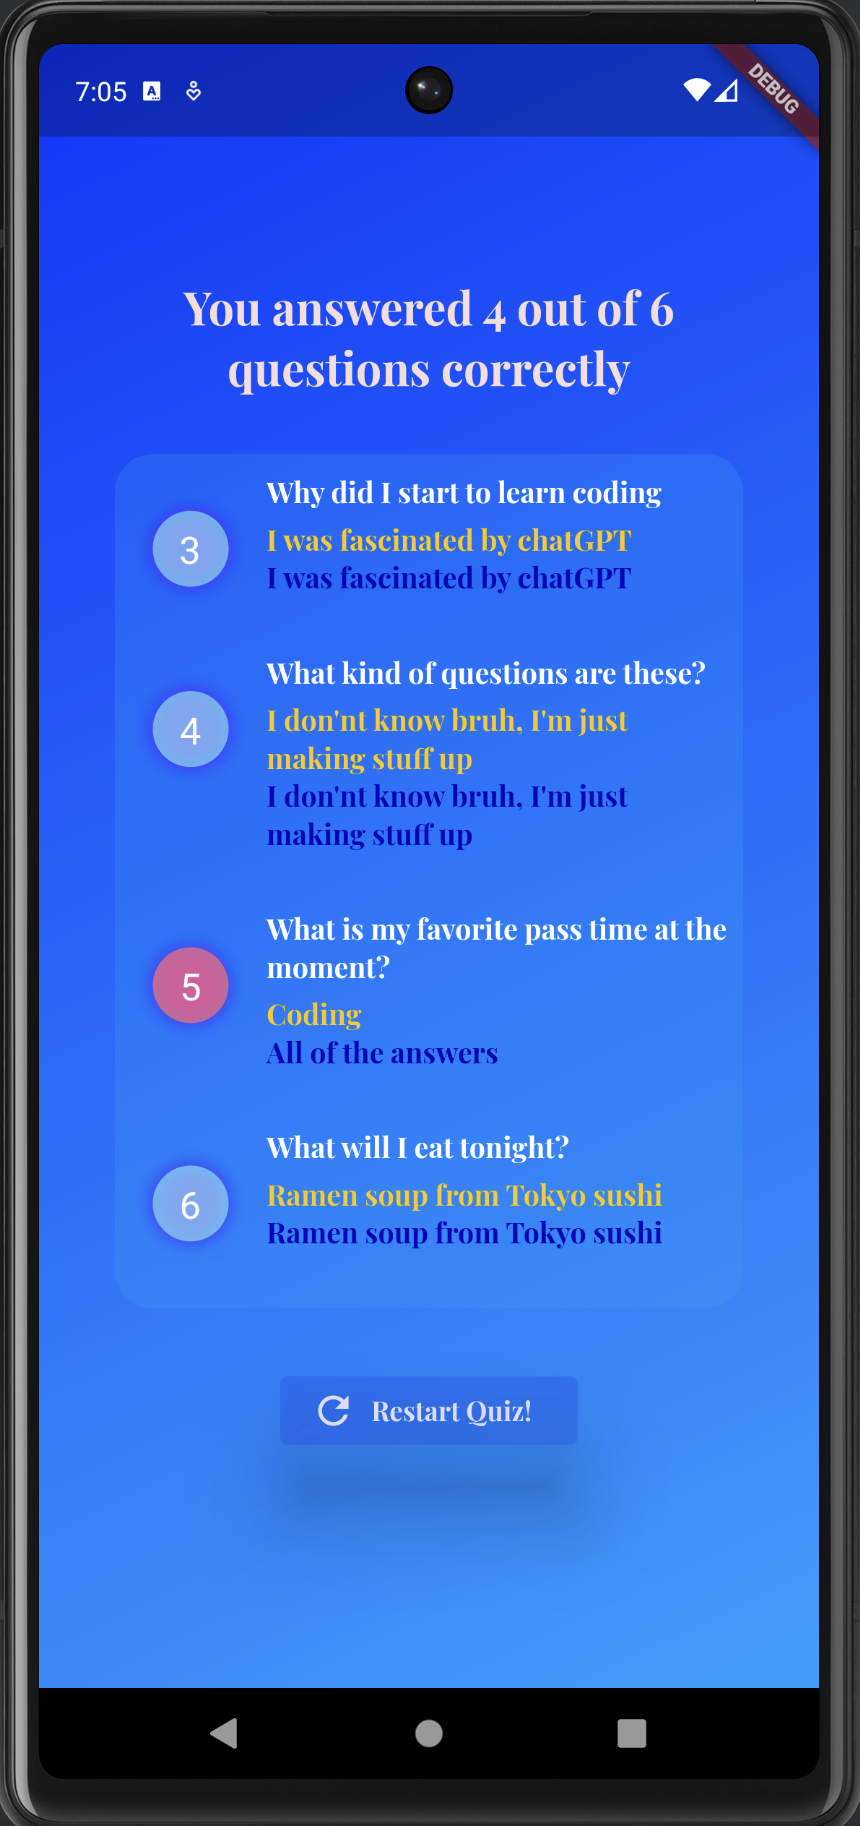 7:05
A
DEBUG
You answered 4 out of 6
questions correctly
Why did I start to learn coding
3
I was fascinated by chatGPT
I was fascinated by chatGPT
What kind of questions are these?
4
I don'nt know bruh, I'm just
making stuff up
I don'nt know bruh, I'm just
making stuff up
What is my favorite pass time at the
moment?
5
Coding
All of the answers
What will I eat tonight?
6
Ramen soup from Tokyo sushi
Ramen soup from Tokyo sushi
Restart Quiz!